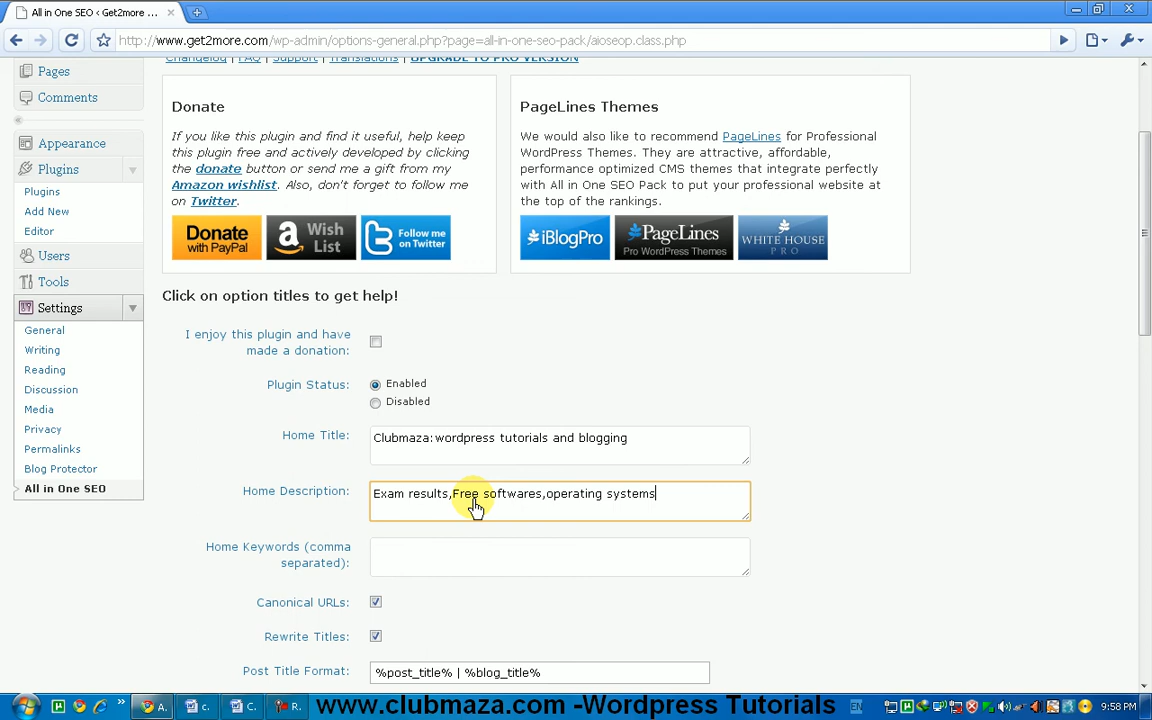 All in One SEO ‹ Get2more ...
http://www.get2more.com/wp-admin/options-general.php?page=all-in-one-seo-pack/aioseop.class.php
Changelog | FAQ | Support | Translations | UPGRADE TO PRO VERSION
Pages
Comments
Appearance
Plugins
Plugins
Add New
Editor
Users
Tools
Settings
General
Writing
Reading
Discussion
Media
Privacy
Permalinks
Blog Protector
All in One SEO
Donate
If you like this plugin and find it useful, help keep
this plugin free and actively developed by clicking
the donate button or send me a gift from my
Amazon wishlist. Also, don't forget to follow me
on Twitter.
Donate
with PayPal
a Wish
List
Follow me
on Twitter
PageLines Themes
We would also like to recommend PageLines for Professional
WordPress Themes. They are attractive, affordable,
performance optimized CMS themes that integrate perfectly
with All in One SEO Pack to put your professional website at
the top of the rankings.
iBlogPro
PageLines
Pro WordPress Themes
WHITE HOUSE
PRO
Click on option titles to get help!
I enjoy this plugin and have
made a donation:
Plugin Status:
Enabled
Disabled
Home Title:
Clubmaza: wordpress tutorials and blogging
Home Description:
Exam results,Free softwares,operating systems
Home Keywords (comma
separated):
Canonical URLs:
Rewrite Titles:
Post Title Format:
%post_title% | %blog_title%
A.
c.
C.
R.
www.clubmaza.com -Wordpress Tutorials
EN
9:58 PM